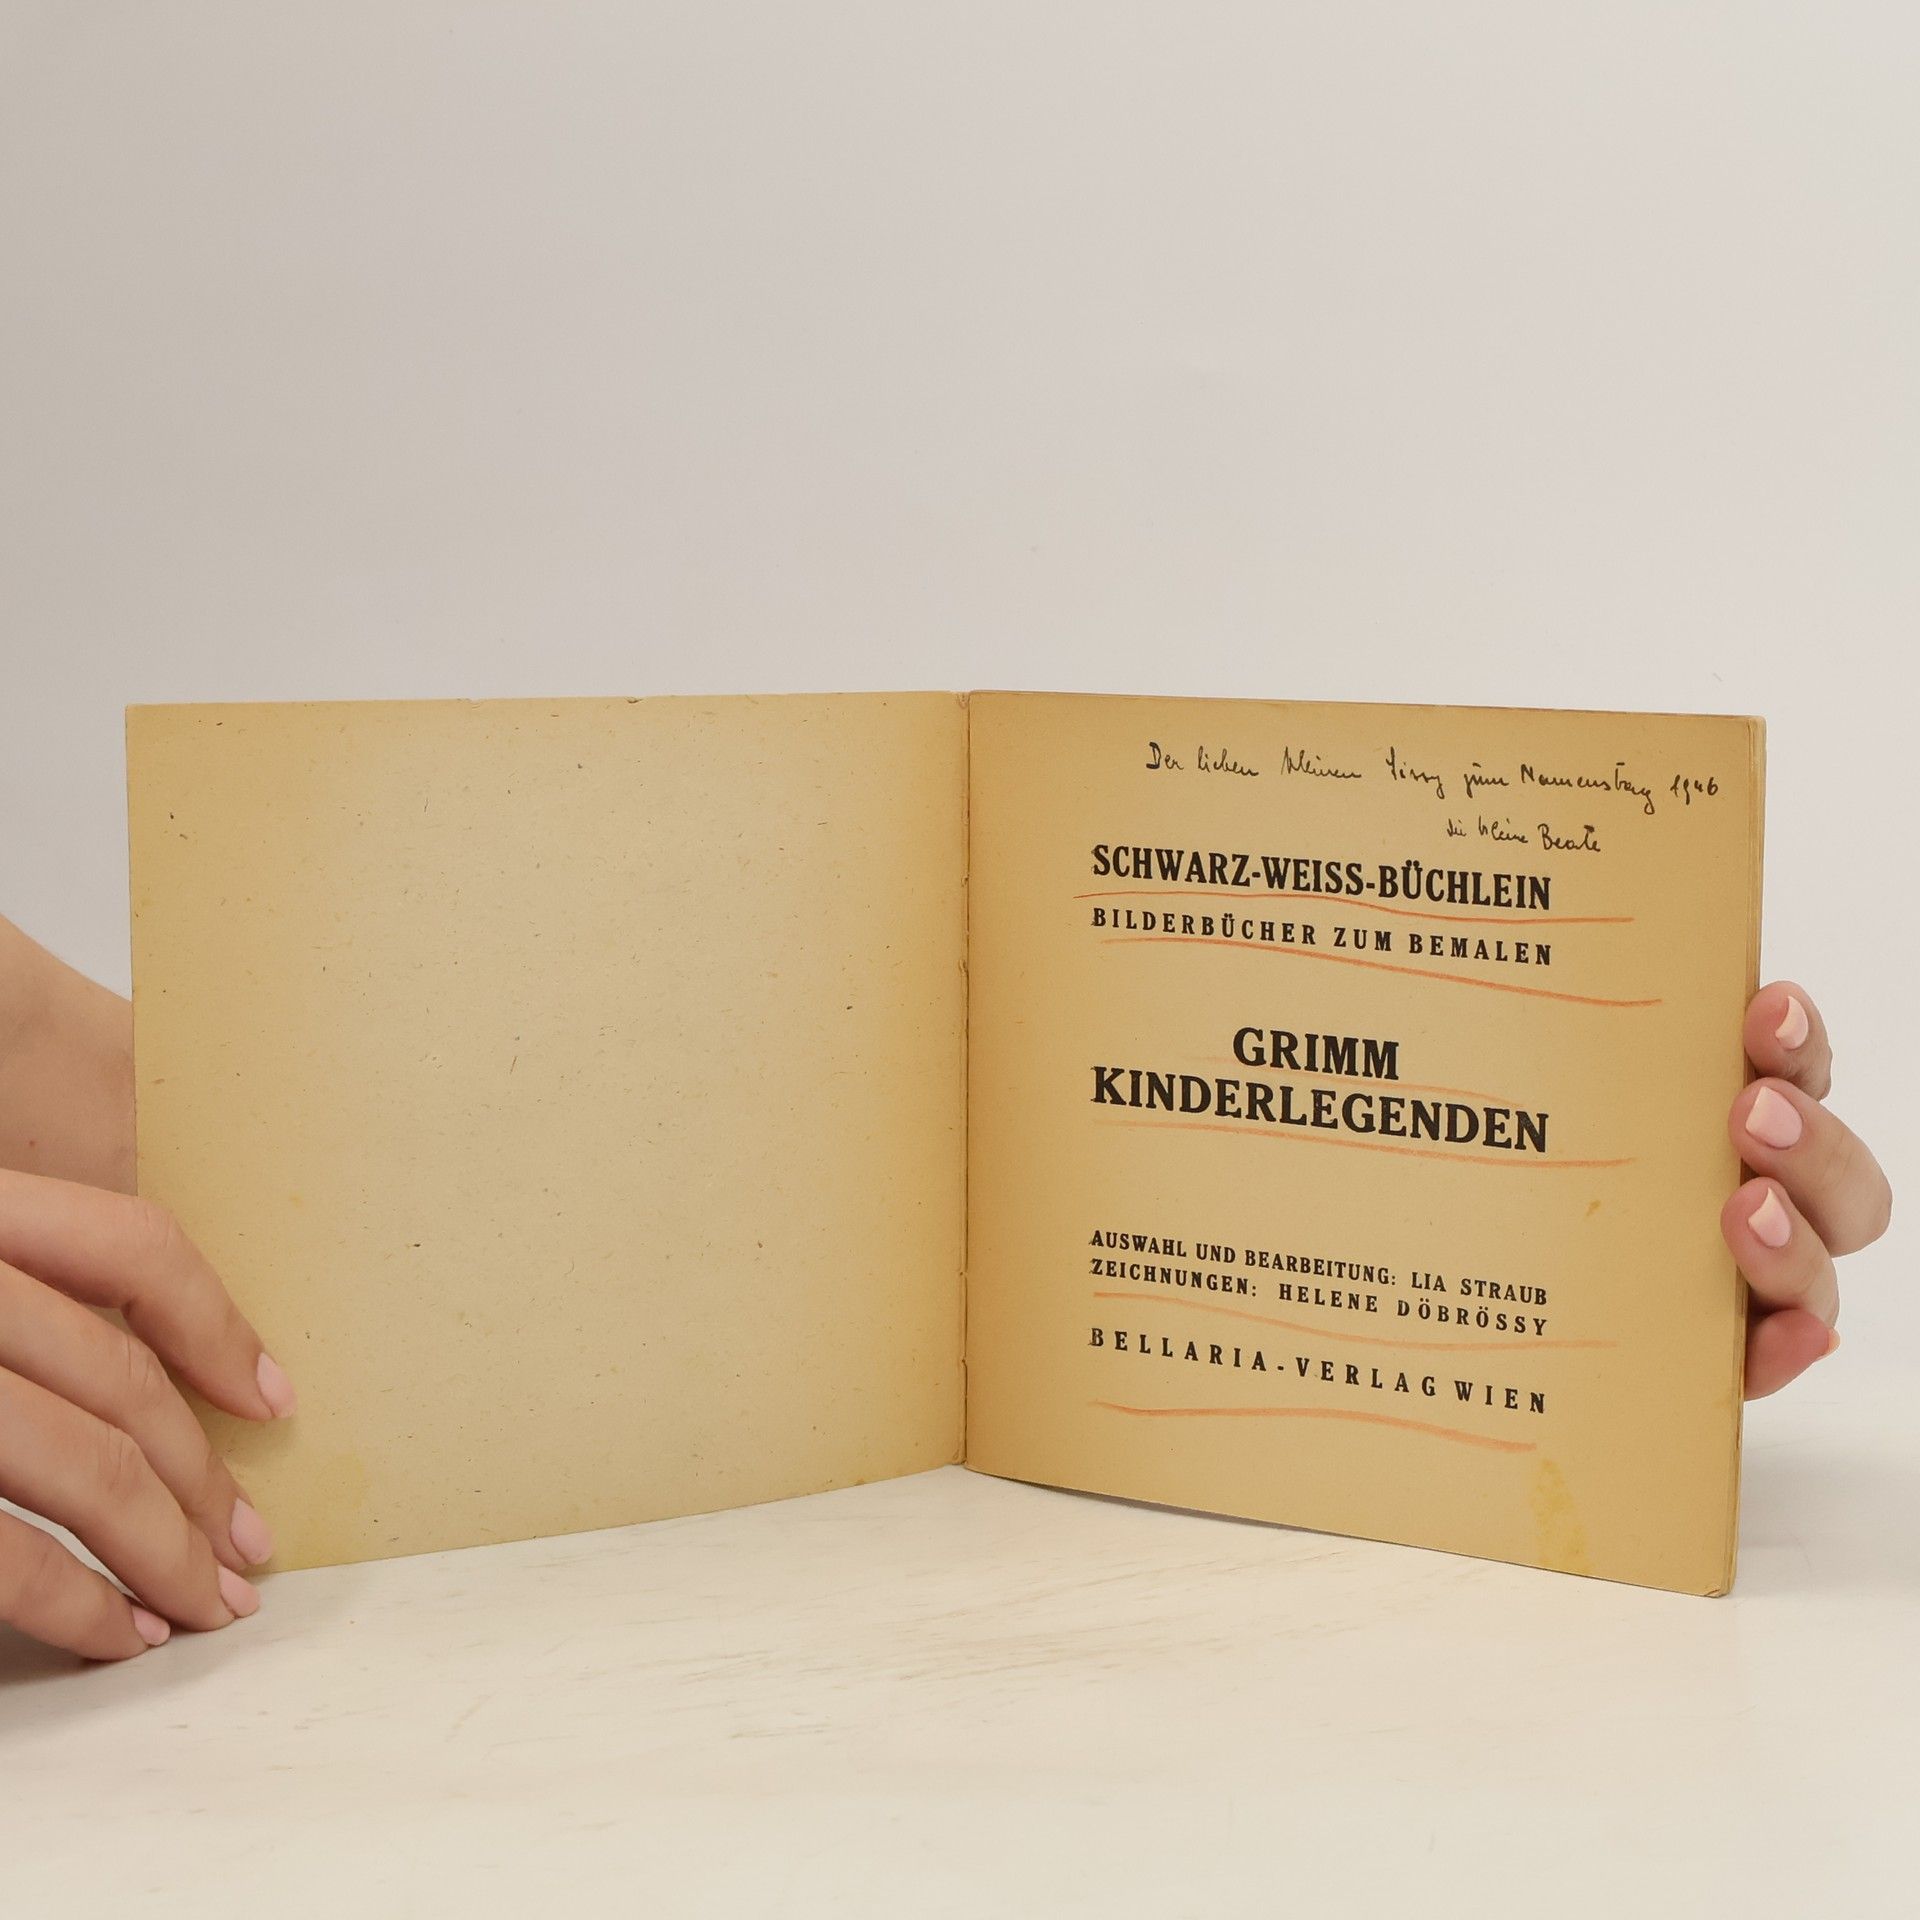 Der lieben kleinen zum Namenstag 1946
die kleine Beate
SCHWARZ-WEISS-BÜCHLEIN
BILDERBÜCHER ZUM BEMALEN
GRIMM
KINDERLEGENDEN
AUSWAHL UND BEARBEITUNG: LIA STRAUB
ZEICHNUNGEN: HELENE DÖBRÖSSY
BELLARIA-VERLAG WIEN